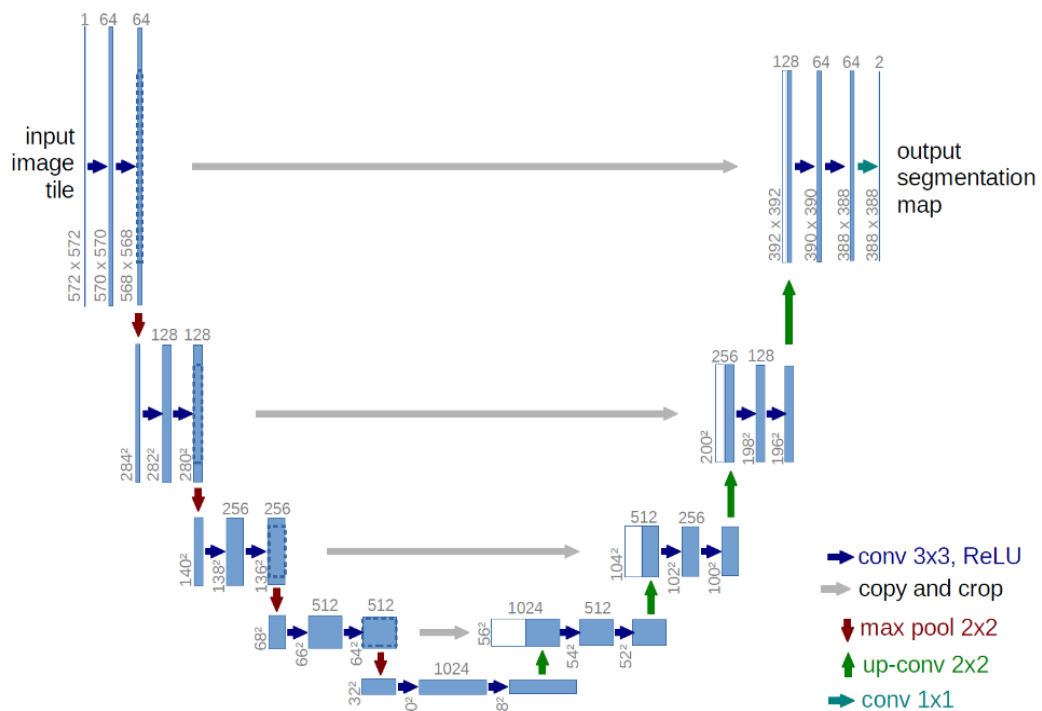 1 64 64
input
image
tile
572 x 572
570 x 570
568 x 568
128 64 64 2
output
segmentation
map
392 x 392
390 x 390
388 x 388
388 x 388
128 128
284²
282²
280²
256 128
200²
198²
196²
256 256
140²
138²
136²
512 256
104²
102²
100²
512 512
68²
66²
64²
1024 512
56²
54²
52²
1024
32²
0²
8²
conv 3x3, ReLU
copy and crop
max pool 2x2
up-conv 2x2
conv 1x1